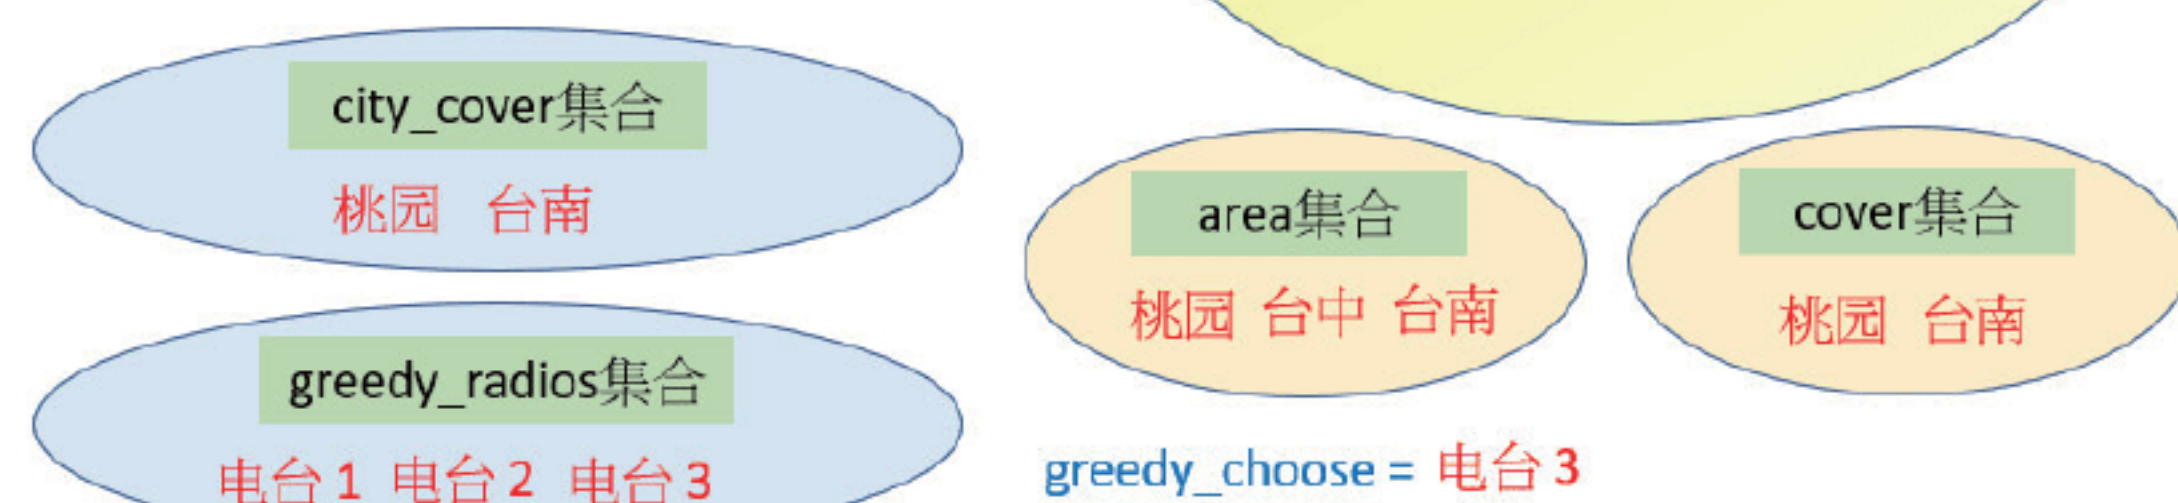 city_cover集合
桃园 台南
greedy_radios集合
电台1 电台2 电台3
area集合
桃园 台中 台南
cover集合
桃园 台南
greedy_choose = 电台3